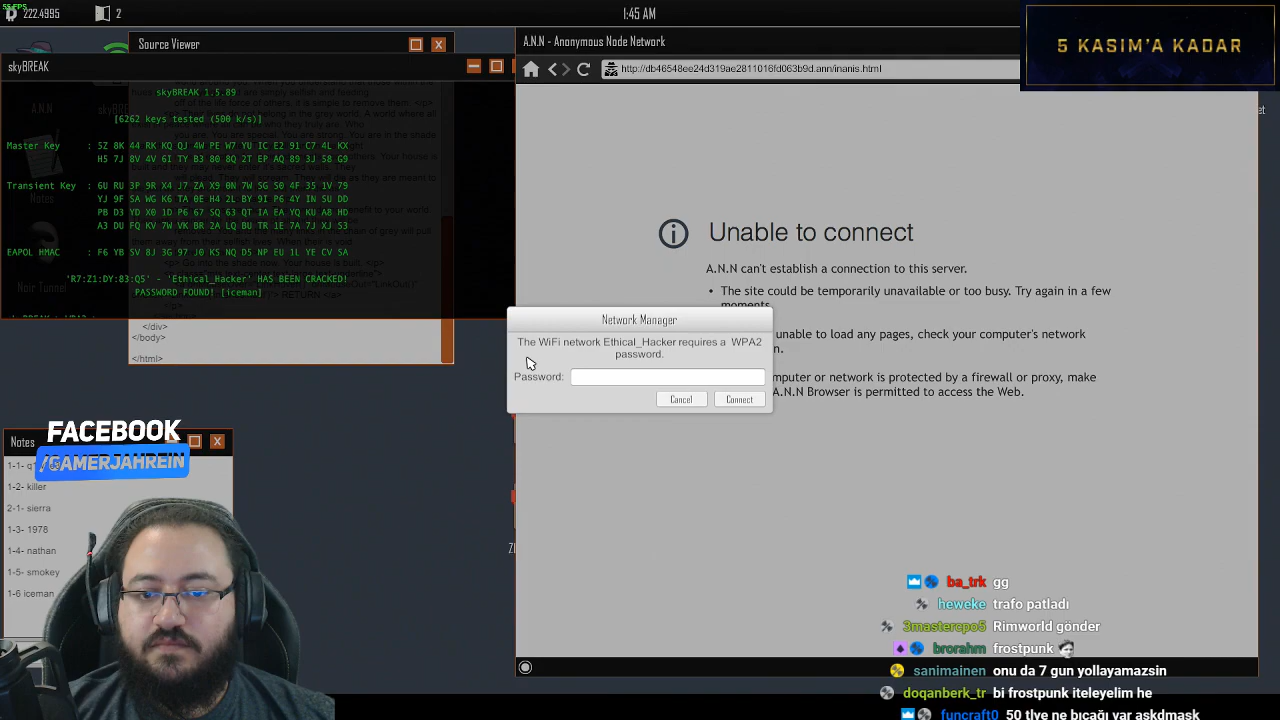 55 FPS
222.4995
2
1:45 AM
5 KASIM'A KADAR
Source Viewer
skyBREAK
A.N.N - Anonymous Node Network
http://db46548ee24d319ae2811016fd063b9d.ann/inanis.html
skyBREAK 1.5.89
[6262 keys tested (500 k/s)]
Master Key : 5Z 8K 44 RK KQ QJ 4W PE W7 YU IC E2 91 C7 4L KX
H5 7J 8V 4V 6I TY B3 80 8Q 2T EP AQ 89 3J 58 G9
Transient Key : 6U RU 3P 9R X4 J7 ZA X9 0N 7W SG S0 4F 35 1V 79
YJ 9F SA WG K6 TA 0E H4 2L BY 9I P6 4Y IN SU DD
PB D3 YD X0 1D P6 67 SQ 63 QT IA EA YQ KU A8 HD
A3 DU FQ KV 7W VK BR 2A LQ BU TR 1E 7A 7J XJ S3
EAPOL HMAC : F6 YB SV 8J 3G 97 J0 KS NQ D5 NP EU 1L YE CV SA
'R7:Z1:DY:83:Q5' - 'Ethical_Hacker' HAS BEEN CRACKED!
PASSWORD FOUND! [iceman]
A.N.N
Notes
Noir Tunnel
</div>
</body>
</html>
Unable to connect
A.N.N can't establish a connection to this server.
• The site could be temporarily unavailable or too busy. Try again in a few
moments.
unable to load any pages, check your computer's network
computer or network is protected by a firewall or proxy, make
A.N.N Browser is permitted to access the Web.
Network Manager
The WiFi network Ethical_Hacker requires a WPA2
password.
Password:
Cancel
Connect
Notes
1-2- killer
2-1- sierra
1-3- 1978
1-4- nathan
1-5- smokey
1-6 iceman
FACEBOOK
/GAMERJAHREIN
ba_trk gg
heweke trafo patladı
3mastercpo5 Rimworld gönder
brorahm frostpunk
sanimainen onu da 7 gun yollayamazsin
doqanberk_tr bi frostpunk iteleyelim he
funcraft0 50 tlye ne bıçağı var askdmask